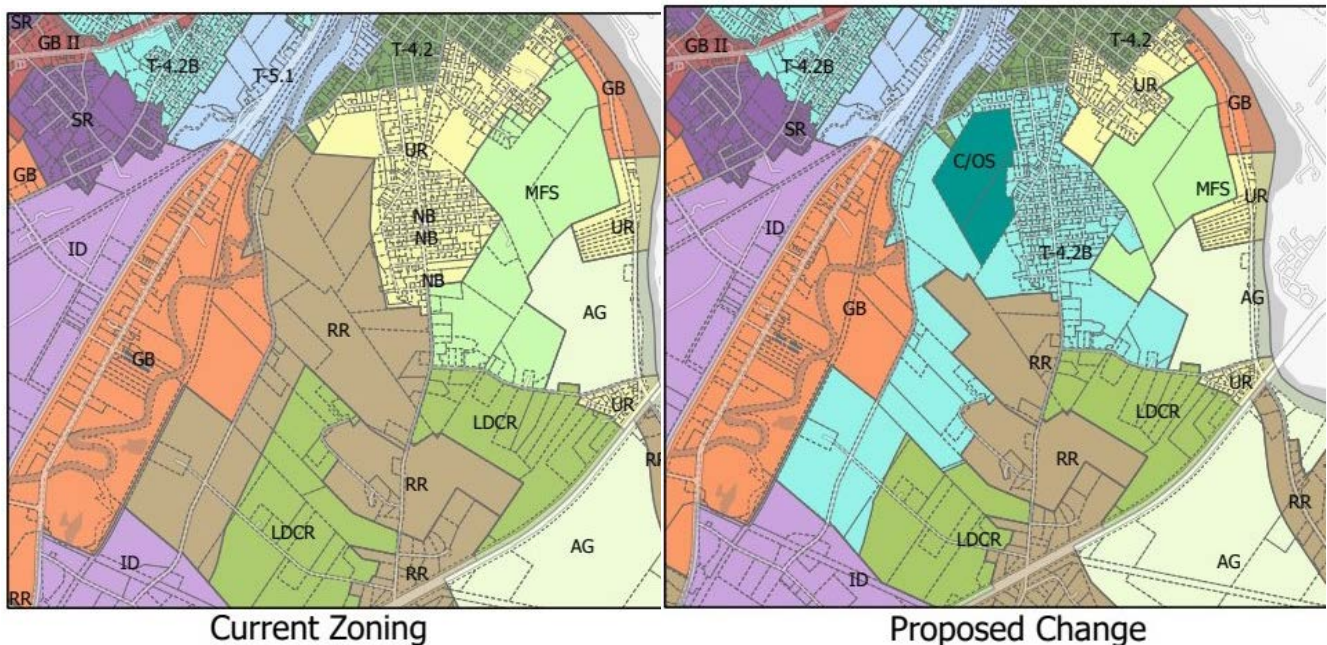 SR
GB II
T-4.2B
T-5.1
T-4.2
GB
SR
GB
UR
MFS
NB
NB
UR
ID
NB
AG
RR
GB
UR
LDCR
RR
RR
LDCR
ID
AG
RR
RR
Current Zoning
SR
GB II
T-4.2B
T-4.2
UR
GB
SR
C/OS
MFS
UR
ID
T-4.2B
AG
GB
RR
UR
LDCR
RR
RR
AG
LDCR
ID
Proposed Change